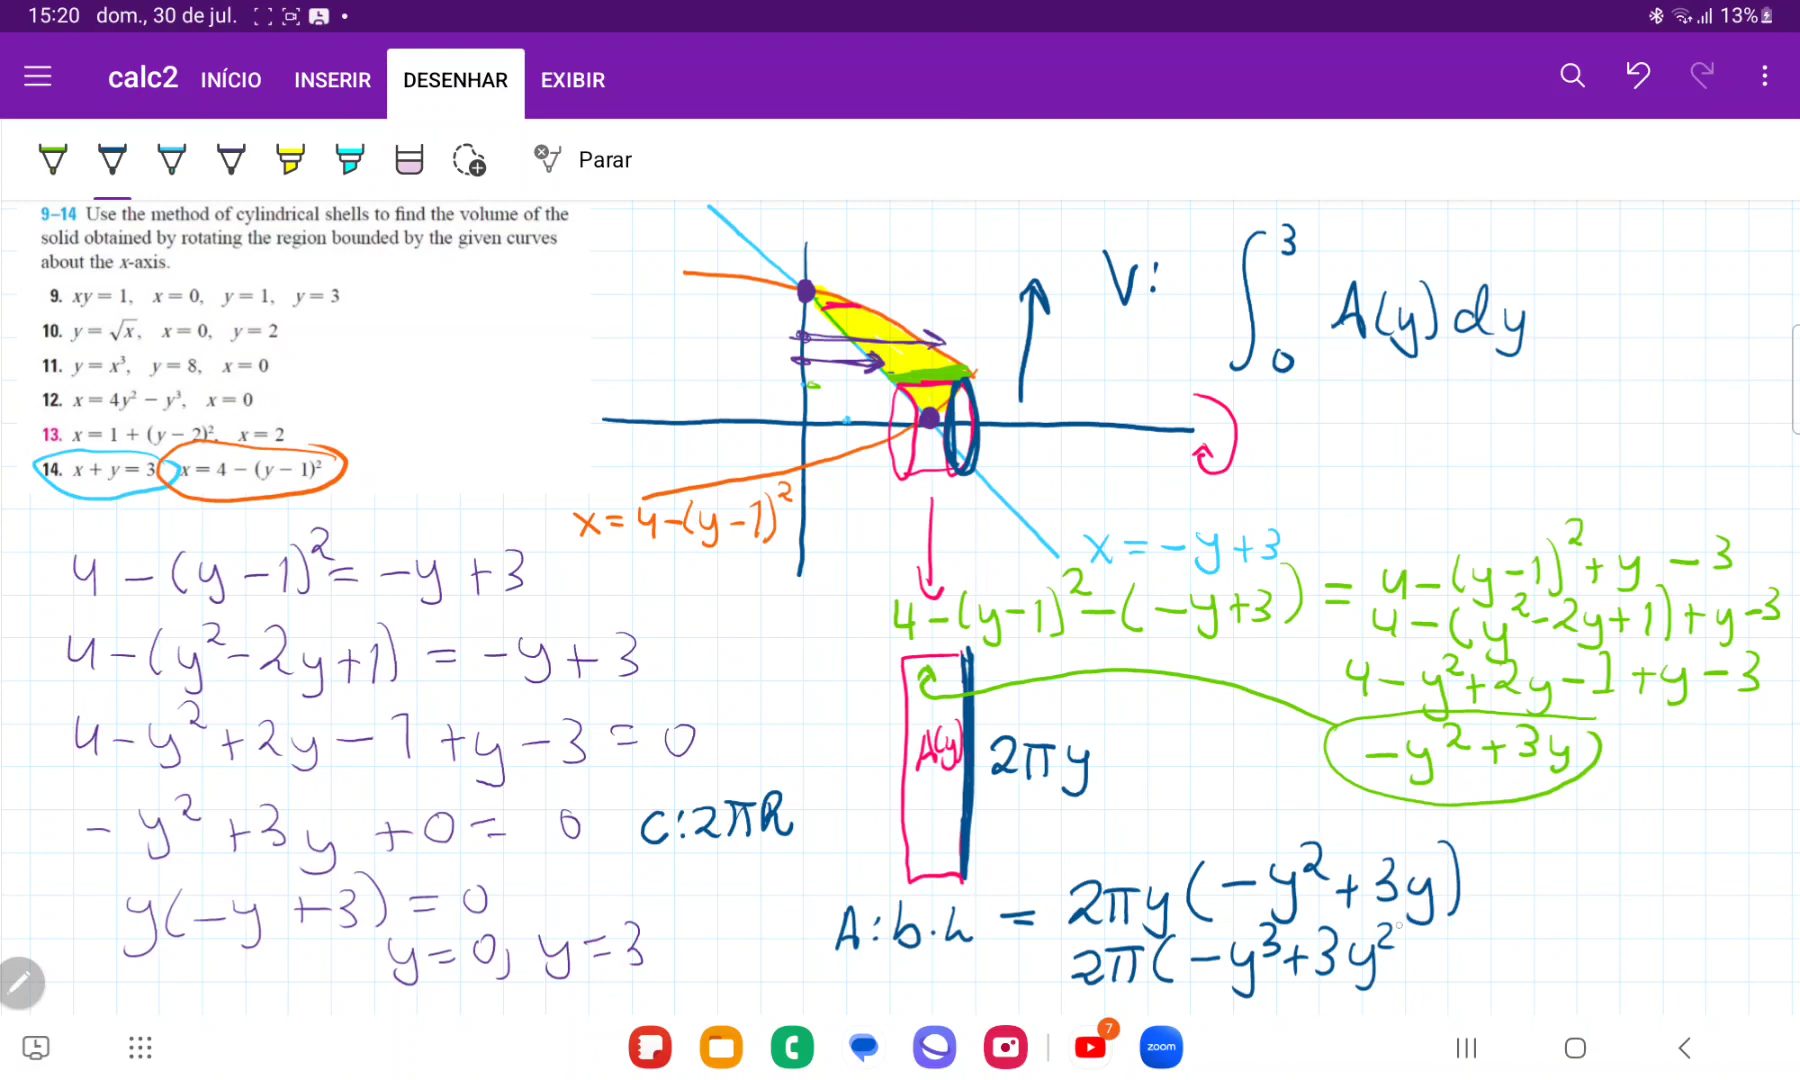 15:20 dom., 30 de jul. 13%
calc2 INÍCIO INSERIR DESENHAR EXIBIR
Parar
9–14 Use the method of cylindrical shells to find the volume of the
solid obtained by rotating the region bounded by the given curves
about the x-axis.
9. xy = 1, x = 0, y = 1, y = 3
10. y = √x, x = 0, y = 2
11. y = x³, y = 8, x = 0
12. x = 4y² − y³, x = 0
13. x = 1 + (y − 2)², x = 2
14. x + y = 3, x = 4 − (y − 1)²
V: ∫₀³ A(y) dy
x = 4-(y-1)²
x = -y+3
4 - (y-1)² = -y + 3
4 - (y² - 2y + 1) = -y + 3
4 - y² + 2y - 1 + y - 3 = 0
- y² + 3y + 0 = 0
y(-y + 3) = 0
y = 0, y = 3
4-(y-1)² - (-y+3) = 4-(y-1)² + y - 3
4 - (y² - 2y + 1) + y - 3
4 - y² + 2y - 1 + y - 3
-y² + 3y
A(y) 2πy
C: 2πR
A: b.h = 2πy(-y² + 3y)
2π(-y³ + 3y²
7
zoom